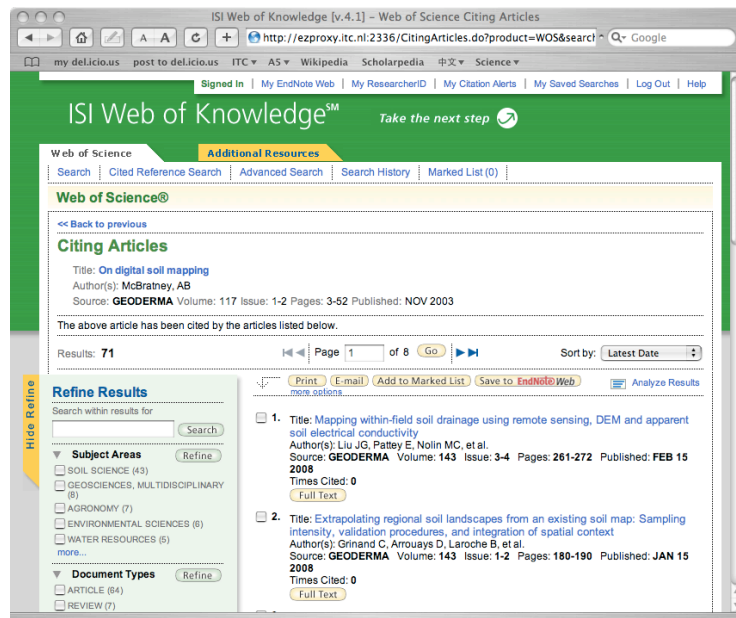 ISI Web of Knowledge [v.4.1] – Web of Science Citing Articles
A A C + http://ezproxy.itc.nl:2336/CitingArticles.do?product=WOS&search Google
my del.icio.us post to del.icio.us ITC AS Wikipedia Scholarpedia 中文 Science
Signed In | My EndNote Web | My ResearcherID | My Citation Alerts | My Saved Searches | Log Out | Help
ISI Web of Knowledge℠ Take the next step
Web of Science Additional Resources
Search Cited Reference Search Advanced Search Search History Marked List (0)
Web of Science®
<< Back to previous
Citing Articles
Title: On digital soil mapping
Author(s): McBratney, AB
Source: GEODERMA Volume: 117 Issue: 1-2 Pages: 3-52 Published: NOV 2003
The above article has been cited by the articles listed below.
Results: 71 Page 1 of 8 Go Sort by: Latest Date
Hide Refine
Refine Results
Search within results for
Search
Subject Areas Refine
SOIL SCIENCE (43)
GEOSCIENCES, MULTIDISCIPLINARY
(8)
AGRONOMY (7)
ENVIRONMENTAL SCIENCES (6)
WATER RESOURCES (5)
more...
Document Types Refine
ARTICLE (64)
REVIEW (7)
Print E-mail Add to Marked List Save to EndNote Web Analyze Results
more options
1. Title: Mapping within-field soil drainage using remote sensing, DEM and apparent
soil electrical conductivity
Author(s): Liu JG, Pattey E, Nolin MC, et al.
Source: GEODERMA Volume: 143 Issue: 3-4 Pages: 261-272 Published: FEB 15
2008
Times Cited: 0
Full Text
2. Title: Extrapolating regional soil landscapes from an existing soil map: Sampling
intensity, validation procedures, and integration of spatial context
Author(s): Grinand C, Arrouays D, Laroche B, et al.
Source: GEODERMA Volume: 143 Issue: 1-2 Pages: 180-190 Published: JAN 15
2008
Times Cited: 0
Full Text